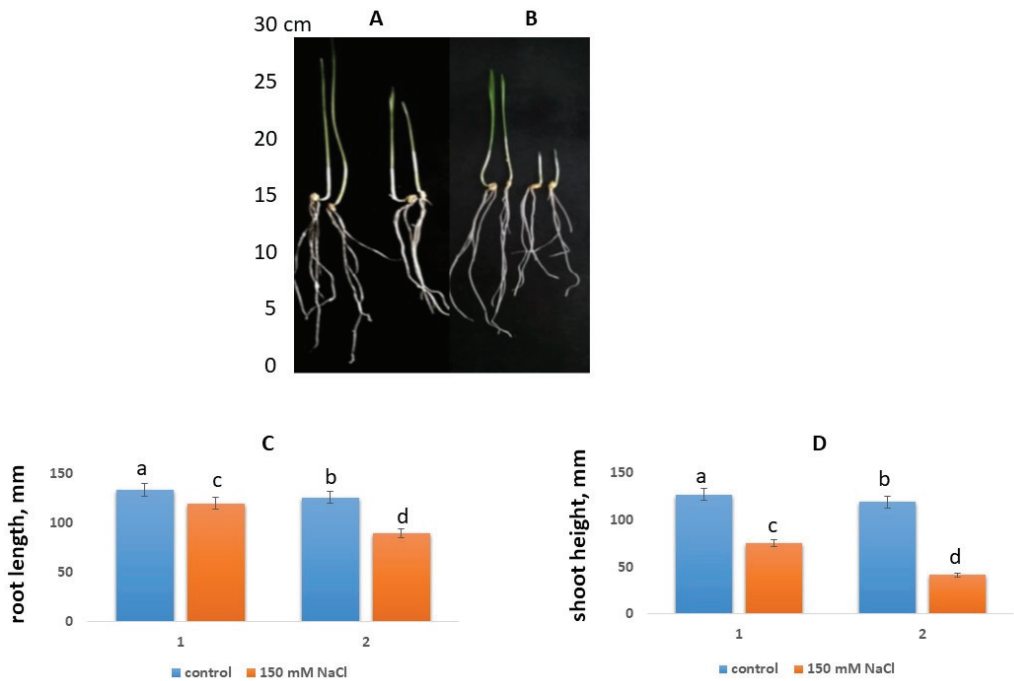 30 cm A B
25
20
15
10
5
0
C
root length, mm
150
100
50
0
a
c
b
d
1 2
control 150 mM NaCl
D
shoot height, mm
150
100
50
0
a
c
b
d
1 2
control 150 mM NaCl